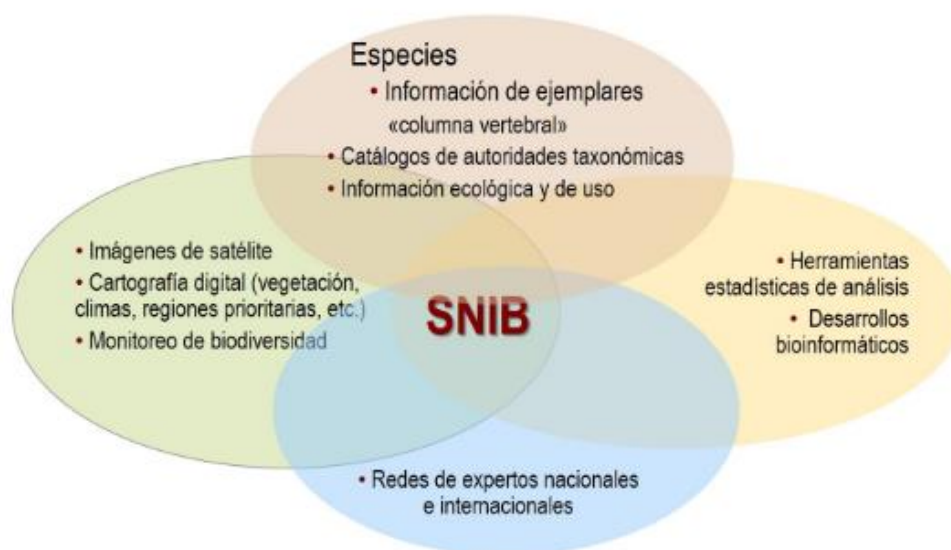 Especies
• Información de ejemplares
«columna vertebral»
• Catálogos de autoridades taxonómicas
• Información ecológica y de uso
• Imágenes de satélite
• Cartografía digital (vegetación,
climas, regiones prioritarias, etc.)
• Monitoreo de biodiversidad
SNIB
• Herramientas
estadísticas de análisis
• Desarrollos
bioinformáticos
• Redes de expertos nacionales
e internacionales